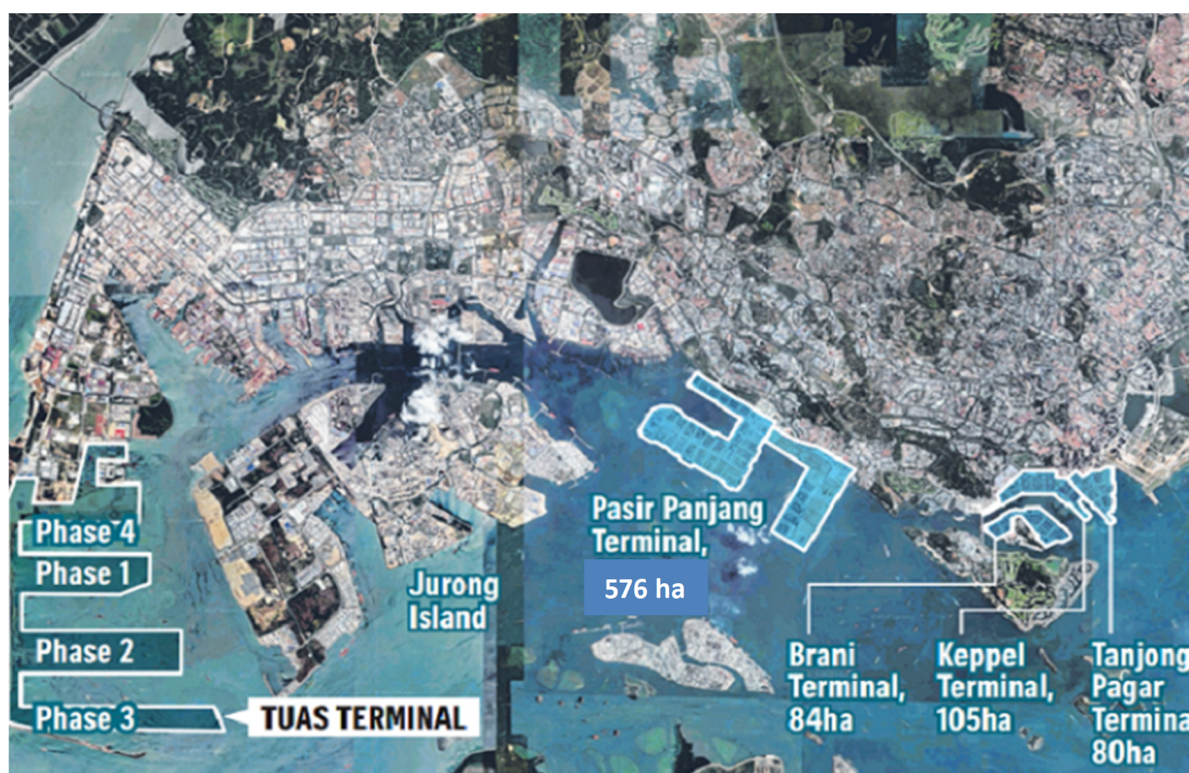 Phase 4
Phase 1
Phase 2
Phase 3
TUAS TERMINAL
Jurong
Island
Pasir Panjang
Terminal,
576 ha
Brani
Terminal,
84ha
Keppel
Terminal,
105ha
Tanjong
Pagar
Termina
80ha